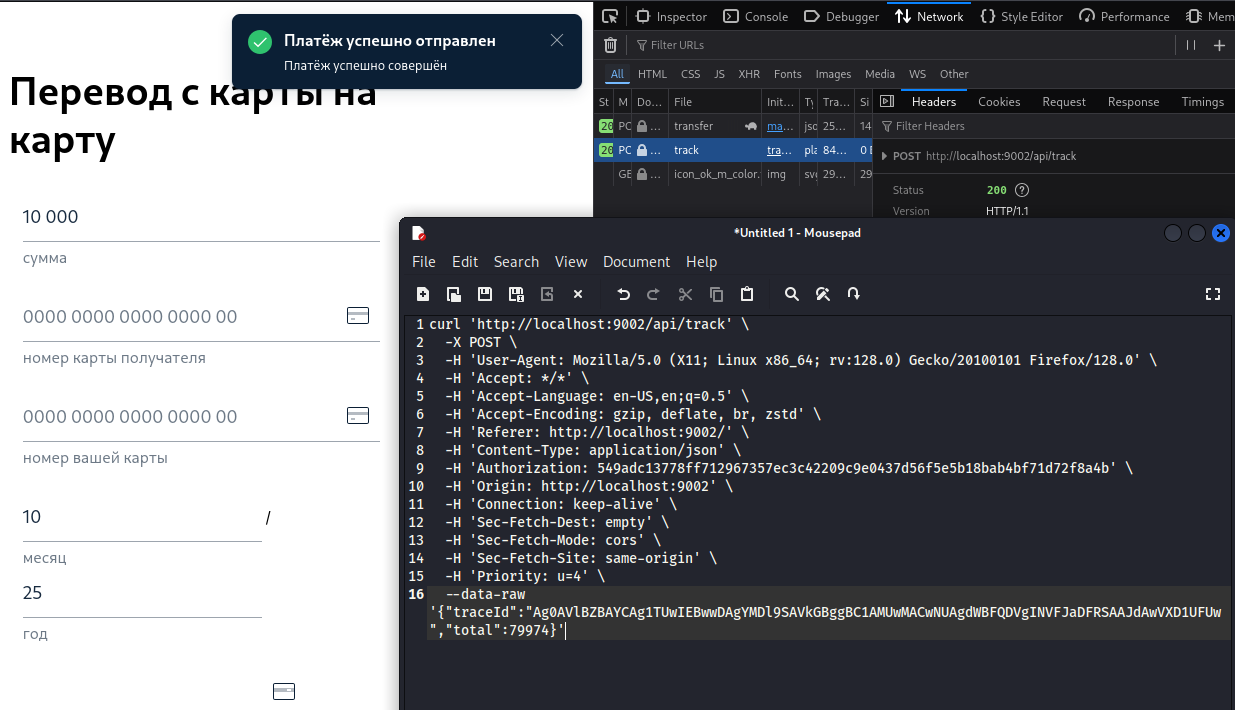 Платёж успешно отправлен
Платёж успешно совершён
Перевод с карты на
карту
10 000
сумма
0000 0000 0000 0000 00
номер карты получателя
0000 0000 0000 0000 00
номер вашей карты
10
/
месяц
25
год
Inspector Console Debugger Network Style Editor Performance Mem
Filter URLs
All HTML CSS JS XHR Fonts Images Media WS Other
St M Do... File Init... Ty Tra... Si
20 PC ... transfer ma... jsc 25... 14
20 PC ... track tra... pla 84... 0 B
GE ... icon_ok_m_color. img svg 29... 29
Headers Cookies Request Response Timings
Filter Headers
POST http://localhost:9002/api/track
Status 200 ?
Version HTTP/1.1
*Untitled 1 - Mousepad
File Edit Search View Document Help
1 curl 'http://localhost:9002/api/track' \
2 -X POST \
3 -H 'User-Agent: Mozilla/5.0 (X11; Linux x86_64; rv:128.0) Gecko/20100101 Firefox/128.0' \
4 -H 'Accept: */*' \
5 -H 'Accept-Language: en-US,en;q=0.5' \
6 -H 'Accept-Encoding: gzip, deflate, br, zstd' \
7 -H 'Referer: http://localhost:9002/' \
8 -H 'Content-Type: application/json' \
9 -H 'Authorization: 549adc13778ff712967357ec3c42209c9e0437d56f5e5b18bab4bf71d72f8a4b' \
10 -H 'Origin: http://localhost:9002' \
11 -H 'Connection: keep-alive' \
12 -H 'Sec-Fetch-Dest: empty' \
13 -H 'Sec-Fetch-Mode: cors' \
14 -H 'Sec-Fetch-Site: same-origin' \
15 -H 'Priority: u=4' \
16 --data-raw
'{"traceId":"Ag0AVlBZBAYCAg1TUwIEBwwDAgYMDl9SAVkGBggBC1AMUwMACwNUAgdWBFQDVgINVFJaDFRSAAJdAwVXD1UFUw
","total":79974}'